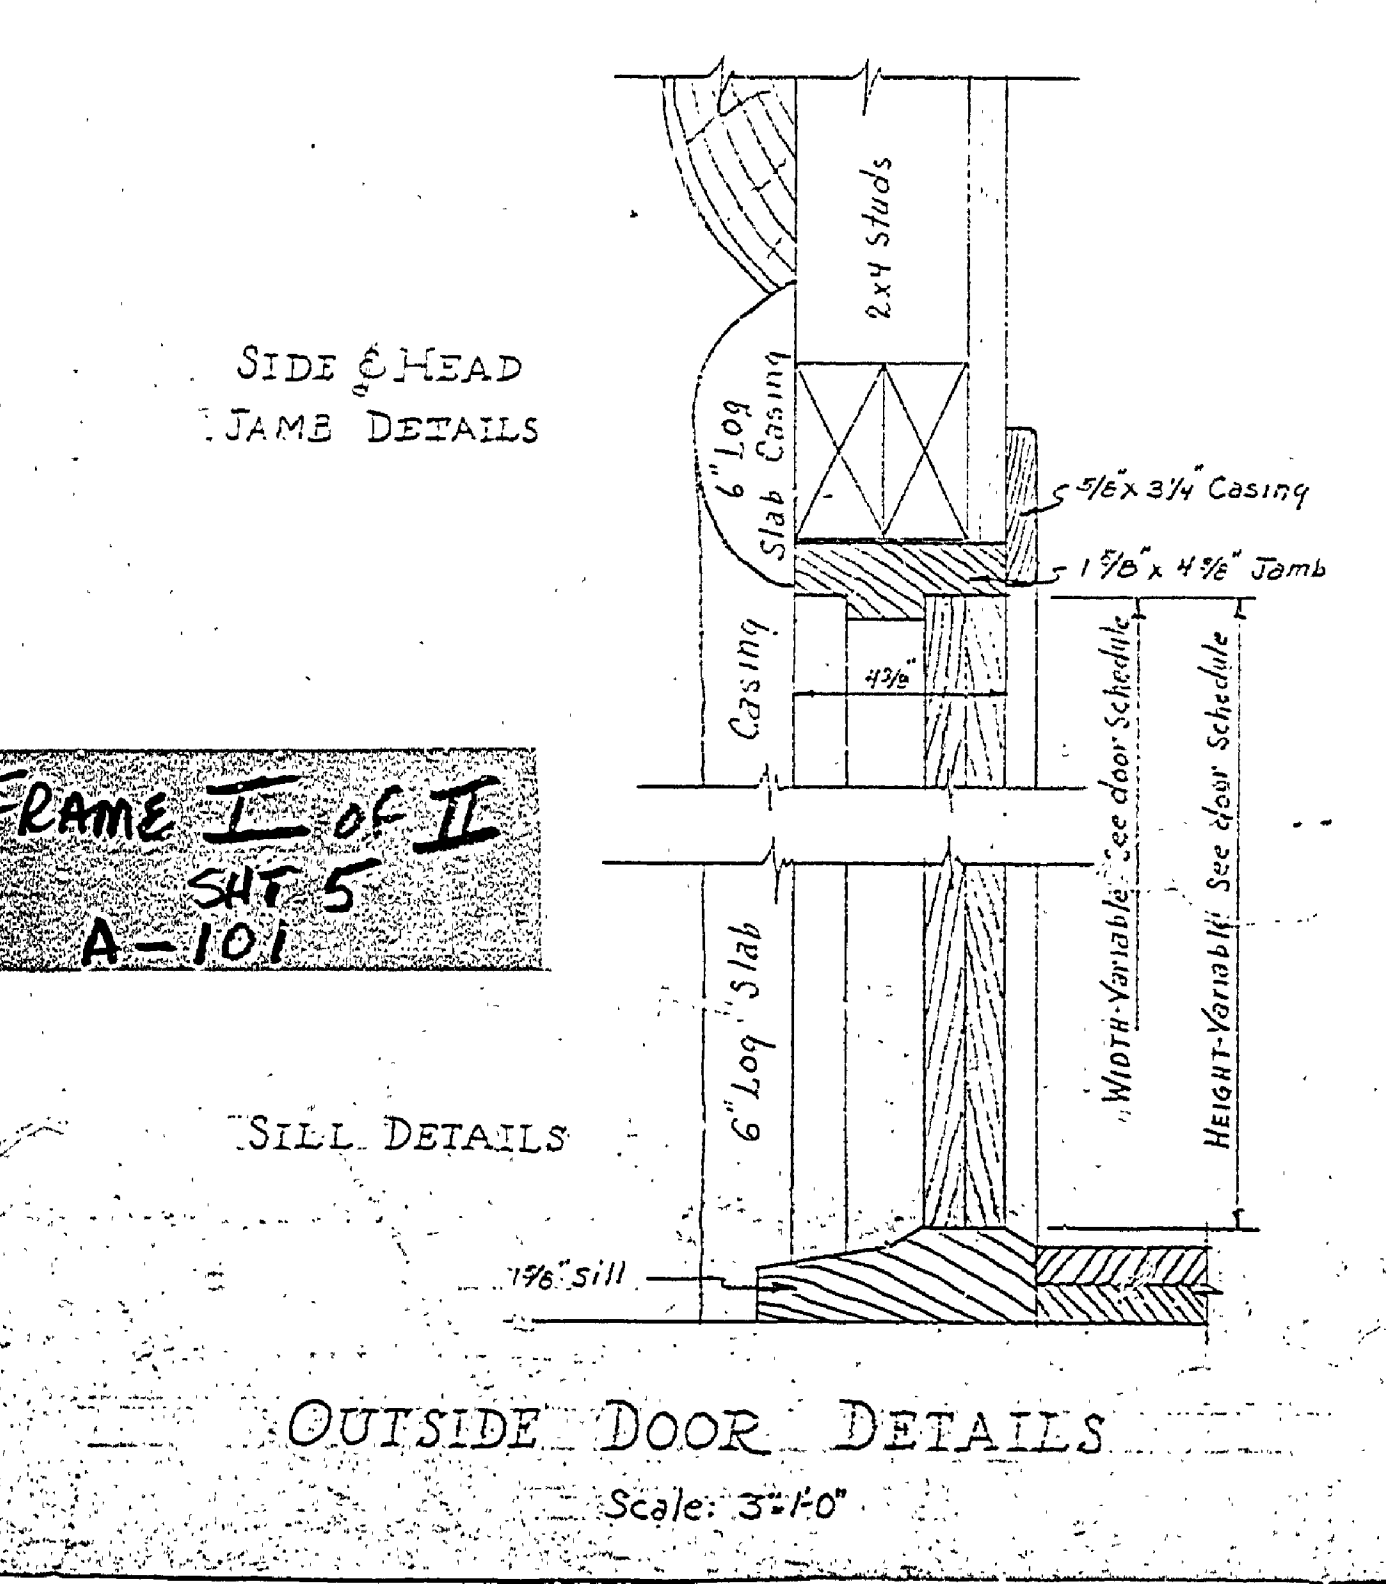 2x4 studs
SIDE & HEAD
JAMB DETAILS
6" Log
Slab Casing
5/8" x 3 1/4" Casing
1 5/8" x 4 5/8" Jamb
Casing
4 3/8"
WIDTH-Variable See door Schedule
HEIGHT-Variable See door Schedule
FRAME I OF II
SHT 5
A-101
6" Log Slab
SILL DETAILS
1 5/8" sill
OUTSIDE DOOR DETAILS
Scale: 3"=1'-0"